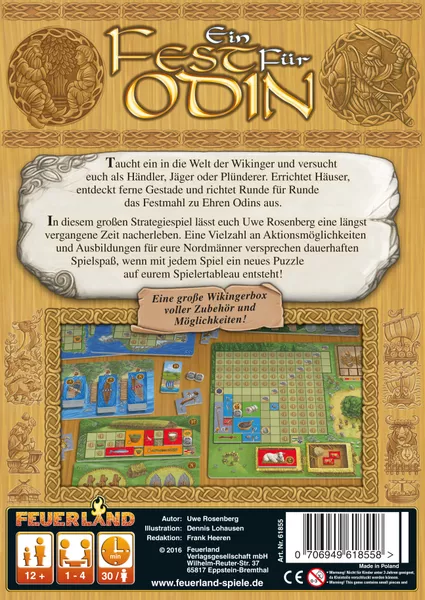 Ein
Fest Für
ODIN
Taucht ein in die Welt der Wikinger und versucht
euch als Händler, Jäger oder Plünderer. Errichtet Häuser,
entdeckt ferne Gestade und richtet Runde für Runde
das Festmahl zu Ehren Odins aus.
In diesem großen Strategiespiel lässt euch Uwe Rosenberg eine längst
vergangene Zeit nacherleben. Eine Vielzahl an Aktionsmöglichkeiten
und Ausbildungen für eure Nordmänner versprechen dauerhaften
Spielspaß, wenn mit jedem Spiel ein neues Puzzle
auf eurem Spielertableau entsteht!
Eine große Wikingerbox
voller Zubehör und
Möglichkeiten!
FEUERLAND
min
12 +
1 - 4
30 /
Autor: Uwe Rosenberg
Illustration: Dennis Lohausen
Redaktion: Frank Heeren
© 2016 Feuerland
Verlagsgesellschaft mbH
Wilhelm-Reuter-Str. 37
65817 Eppstein-Bremthal
www.feuerland-spiele.de
Art. Nr. 61855
0 706949 618558 >
Made in Poland